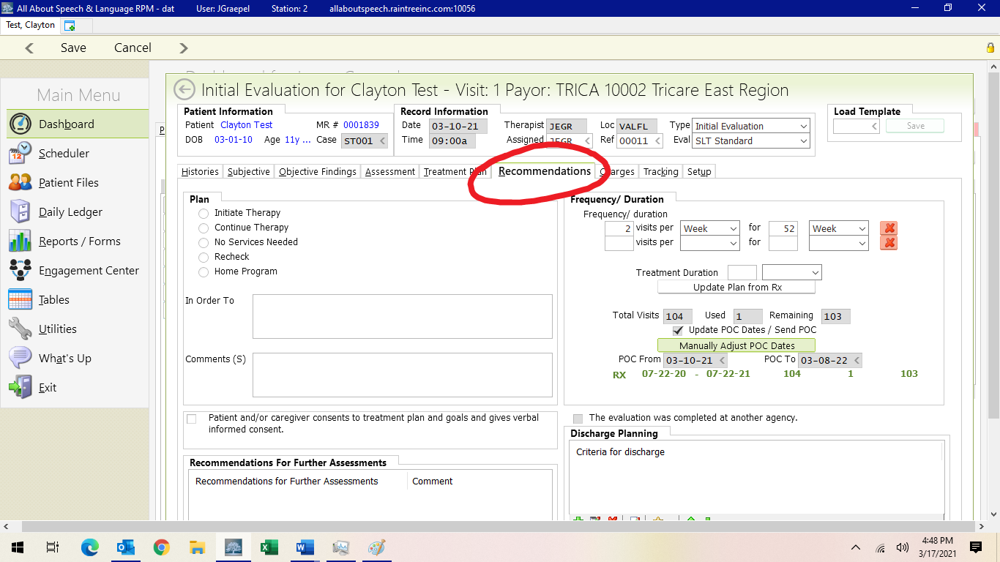 All About Speech & Language RPM - dat User: JGraepel Station: 2 allaboutspeech.raintreeinc.com:10056
Test, Clayton
Save Cancel
Main Menu
Dashboard
Scheduler
Patient Files
Daily Ledger
Reports / Forms
Engagement Center
Tables
Utilities
What's Up
Exit
Initial Evaluation for Clayton Test - Visit: 1 Payor: TRICA 10002 Tricare East Region
Patient Information
Patient Clayton Test MR # 0001839
DOB 03-01-10 Age 11y ... Case ST001
Record Information
Date 03-10-21 Therapist JEGR Loc VALFL Type Initial Evaluation
Time 09:00a Assigned JEGR Ref 00011 Eval SLT Standard
Load Template
Save
Histories Subjective Objective Findings Assessment Treatment Plan Recommendations Charges Tracking Setup
Plan
Initiate Therapy
Continue Therapy
No Services Needed
Recheck
Home Program
In Order To
Comments (S)
Patient and/or caregiver consents to treatment plan and goals and gives verbal
informed consent.
Recommendations For Further Assessments
Recommendations for Further Assessments Comment
Frequency/ Duration
Frequency/ duration
2 visits per Week for 52 Week
visits per for
Treatment Duration
Update Plan from Rx
Total Visits 104 Used 1 Remaining 103
Update POC Dates / Send POC
Manually Adjust POC Dates
POC From 03-10-21 POC To 03-08-22
RX 07-22-20 - 07-22-21 104 1 103
The evaluation was completed at another agency.
Discharge Planning
Criteria for discharge
4:48 PM
3/17/2021